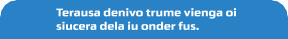 Terausa denivo trume vienga oi
siucera dela iu onder fus.